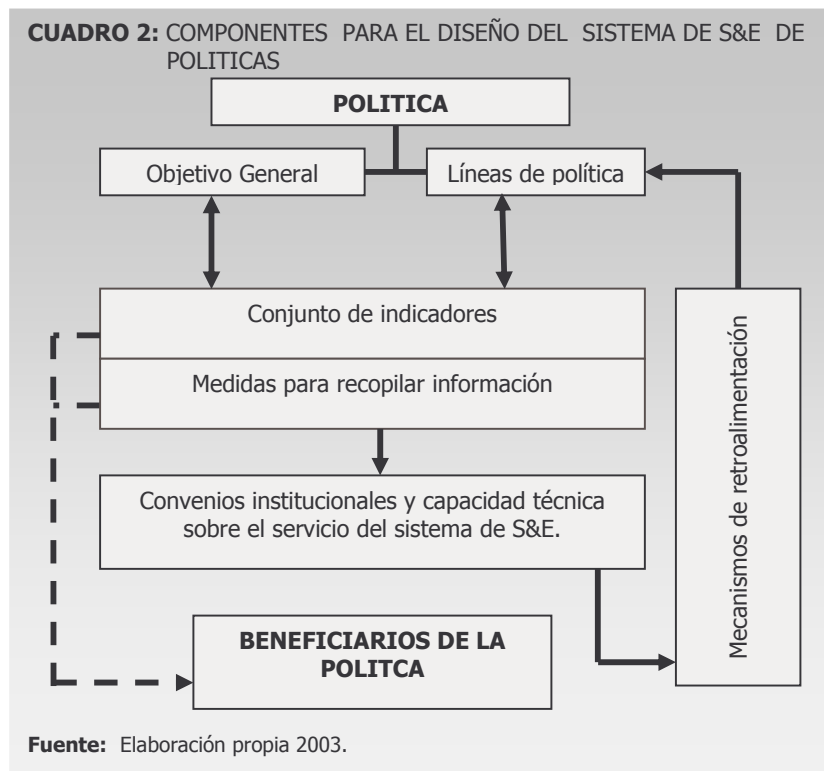 CUADRO 2: COMPONENTES PARA EL DISEÑO DEL SISTEMA DE S&E DE
POLITICAS
POLITICA
Objetivo General
Líneas de política
Conjunto de indicadores
Medidas para recopilar información
Convenios institucionales y capacidad técnica
sobre el servicio del sistema de S&E.
Mecanismos de retroalimentación
BENEFICIARIOS DE LA
POLITCA
Fuente: Elaboración propia 2003.